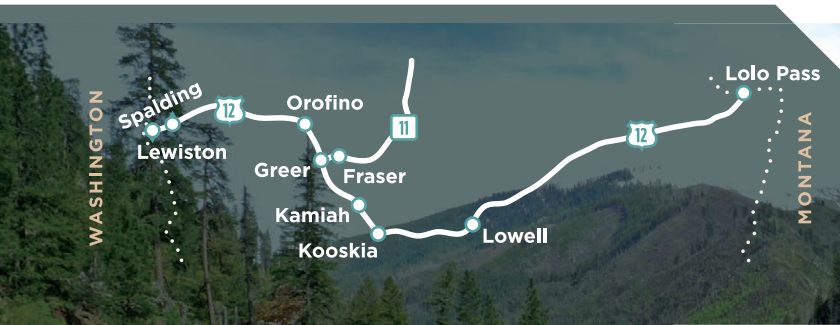 Lolo Pass
Spalding
12
Orofino
11
12
Lewiston
WASHINGTON
MONTANA
Greer
Fraser
Kamiah
Kooskia
Lowell